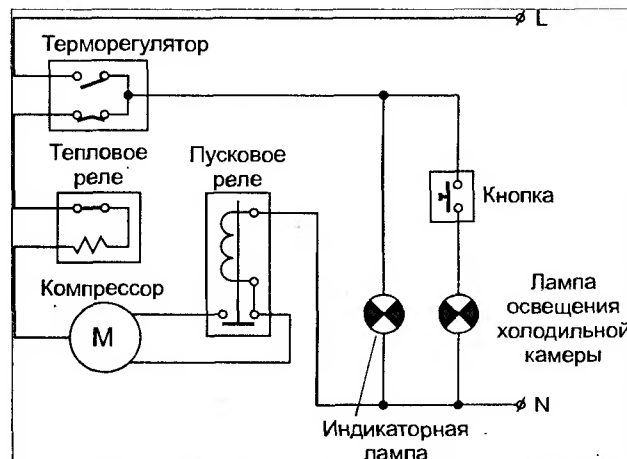 Терморегулятор
L
Тепловое
реле
Пусковое
реле
Кнопка
Компрессор
М
Лампа
освещения
холодильной
камеры
N
Индикаторная
лампа